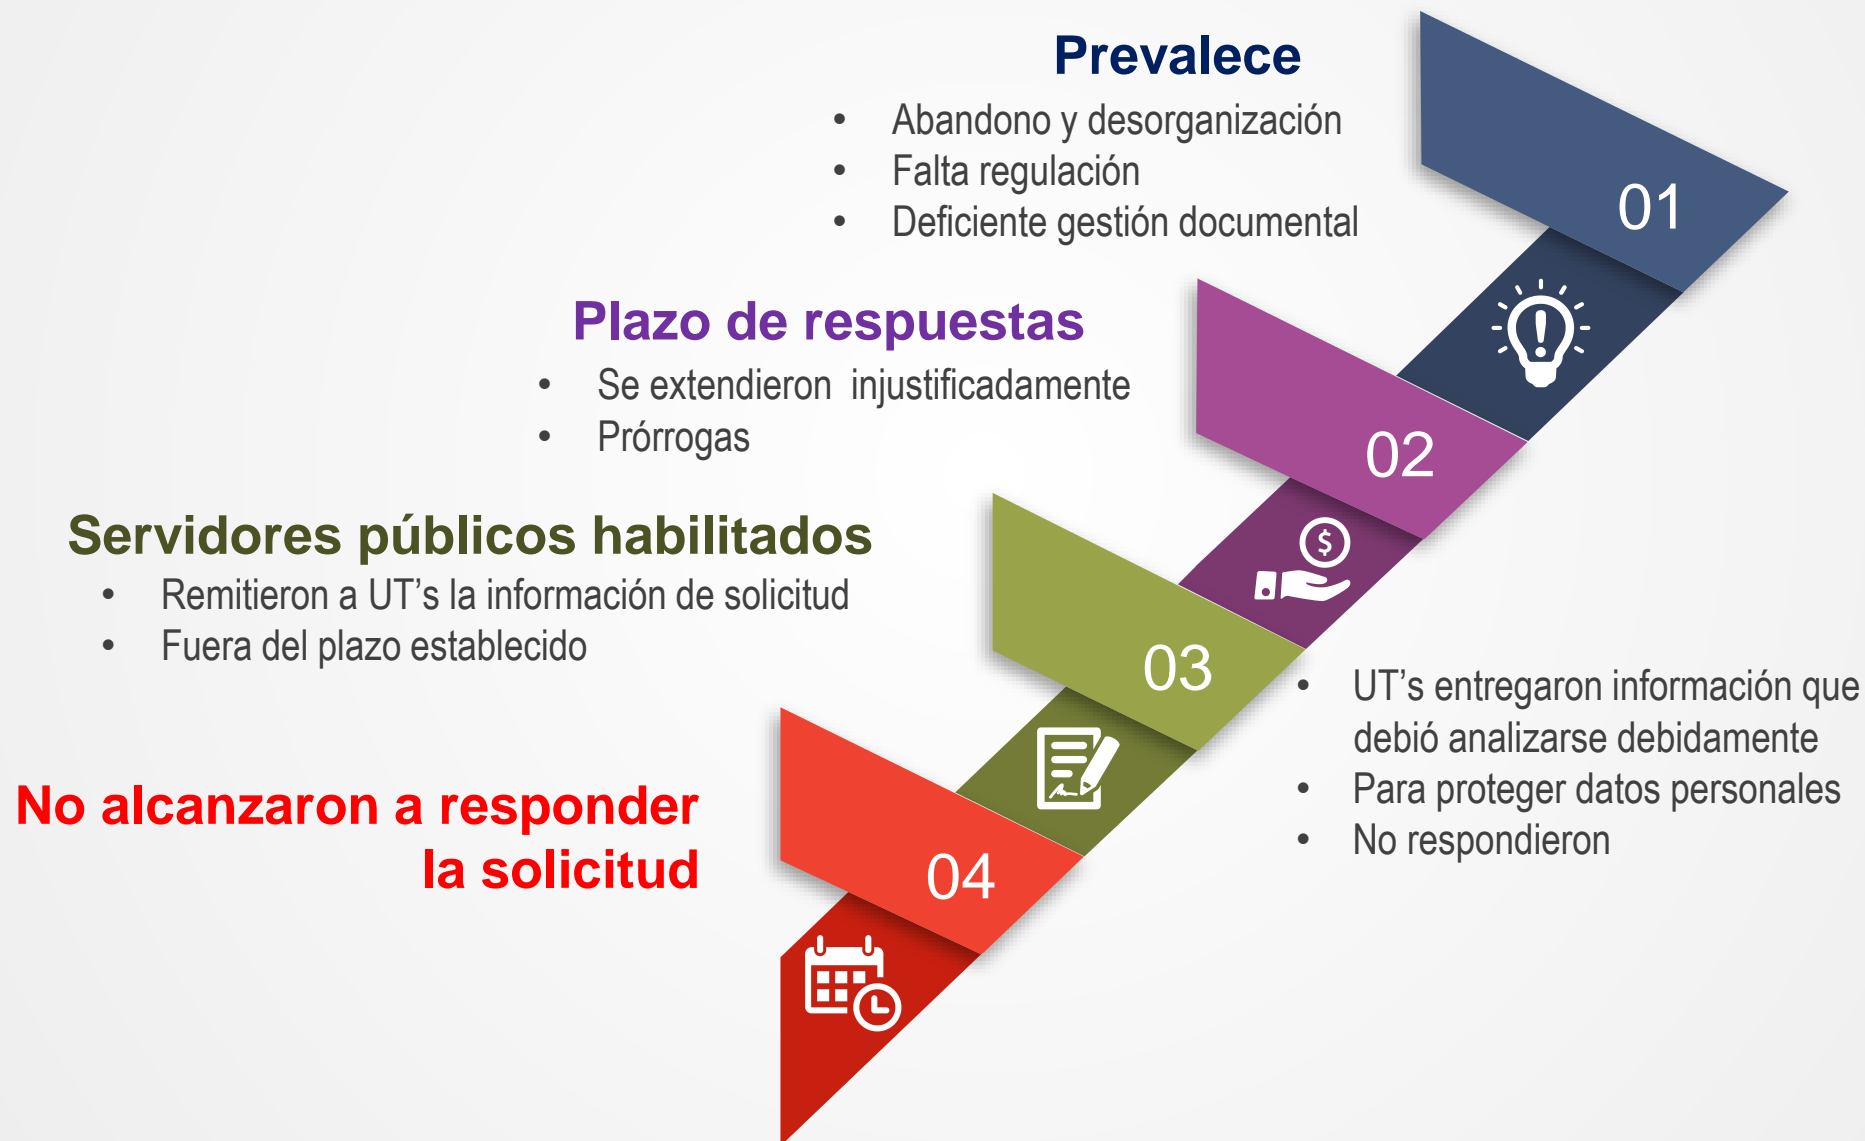 Prevalece
• Abandono y desorganización
• Falta regulación
• Deficiente gestión documental
01
Plazo de respuestas
• Se extendieron  injustificadamente
• Prórrogas
02
$
Servidores públicos habilitados
• Remitieron a UT’s la información de solicitud
• Fuera del plazo establecido
03
• UT’s entregaron información que
debió analizarse debidamente
• Para proteger datos personales
• No respondieron
No alcanzaron a responder
la solicitud
04